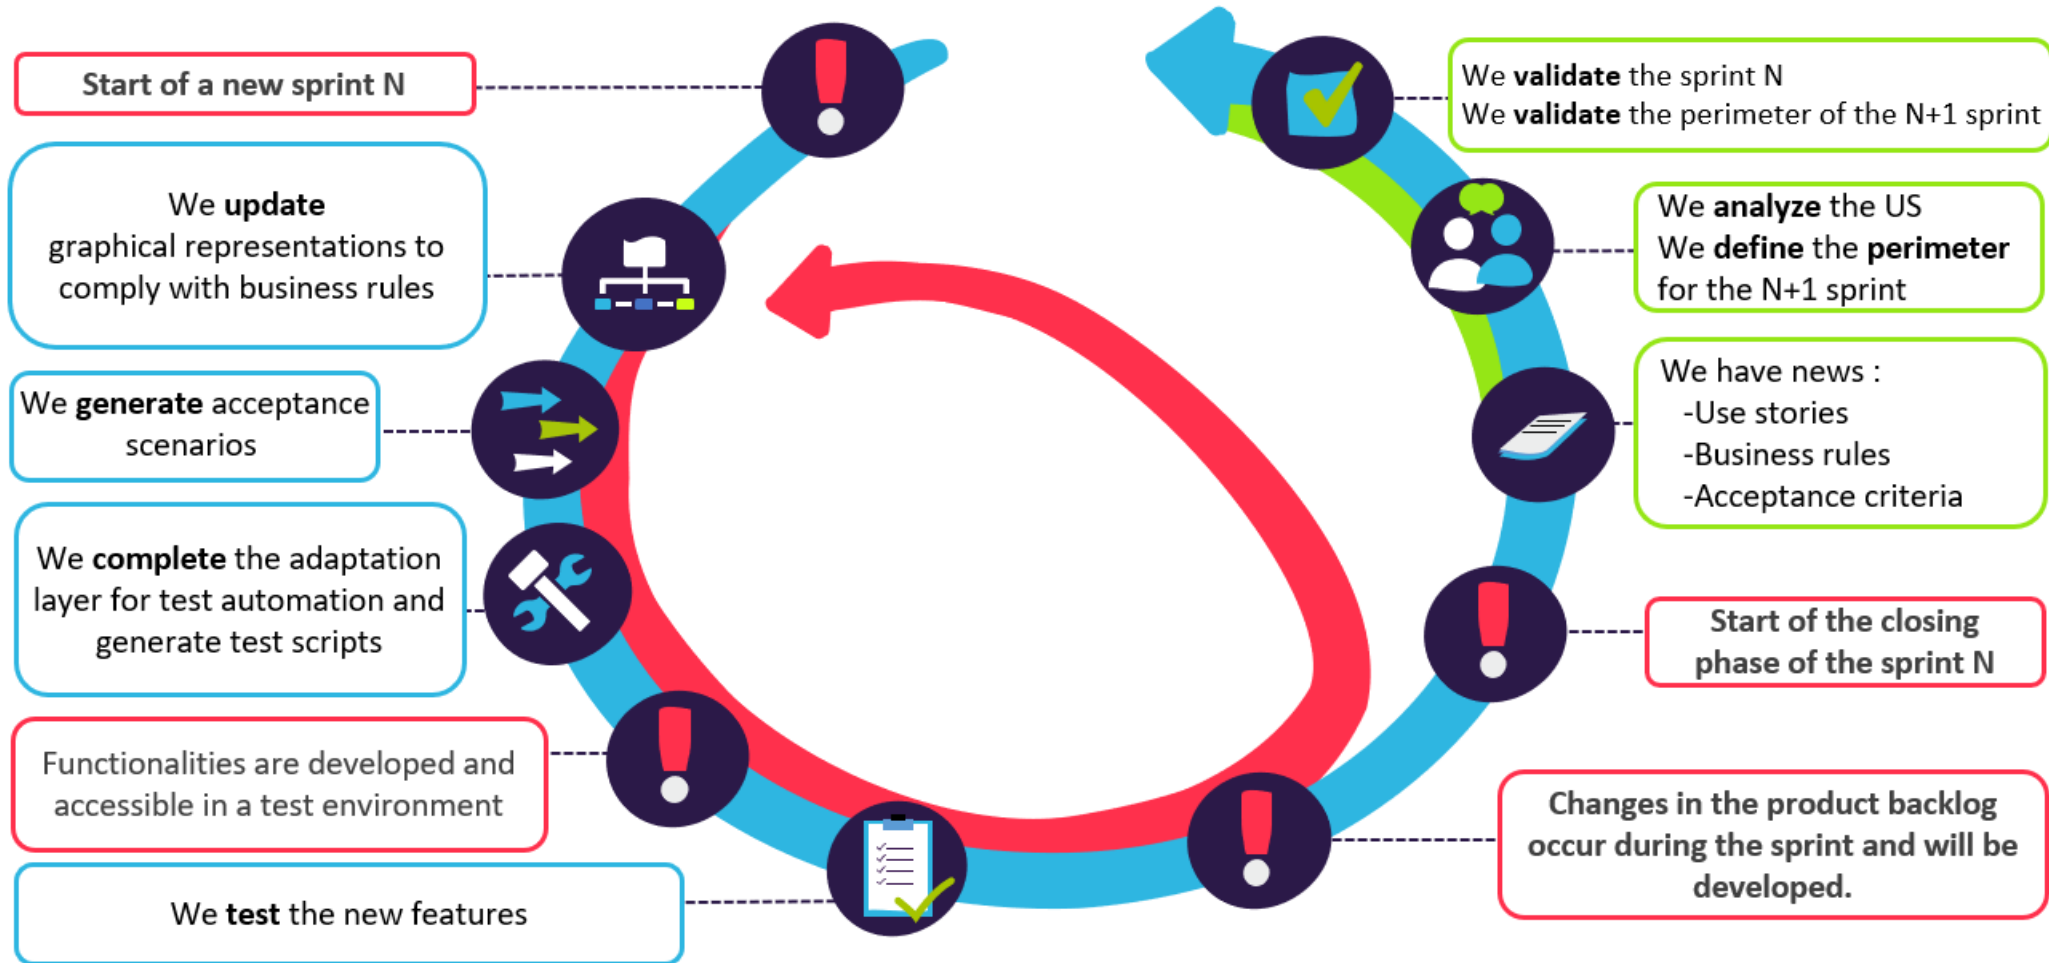 Start of a new sprint N
We update
graphical representations to
comply with business rules
We generate acceptance
scenarios
We complete the adaptation
layer for test automation and
generate test scripts
Functionalities are developed and
accessible in a test environment
We test the new features
Changes in the product backlog
occur during the sprint and will be
developed.
Start of the closing
phase of the sprint N
We have news :
-Use stories
-Business rules
-Acceptance criteria
We analyze the US
We define the perimeter
for the N+1 sprint
We validate the sprint N
We validate the perimeter of the N+1 sprint